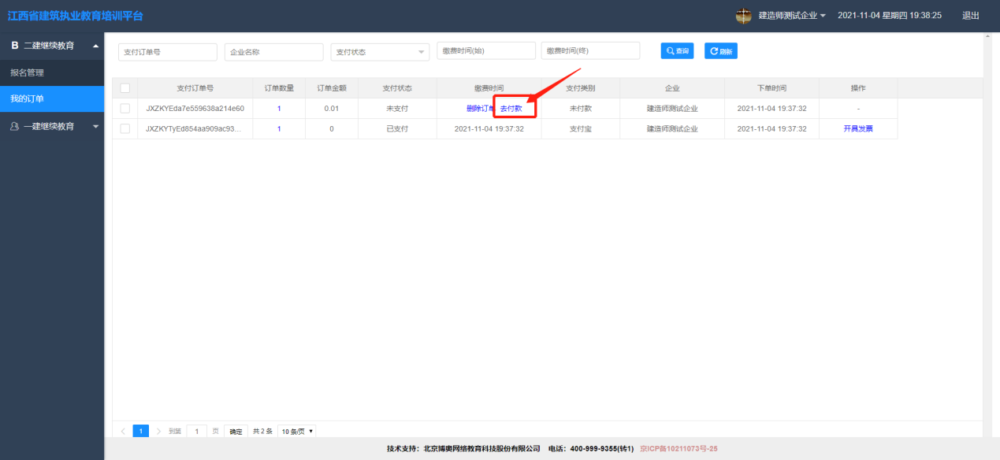 江西省建筑执业教育培训平台
建造师测试企业
2021-11-04 星期四 19:38:25
退出
B 二建继续教育
报名管理
我的订单
一建继续教育
支付订单号 企业名称 支付状态 缴费时间(始) 缴费时间(终) 查询 刷新
支付订单号 订单数量 订单金额 支付状态 缴费时间 支付类别 企业 下单时间 操作
JXZKYEda7e559638a214e60 1 0.01 未支付 删除订单 去付款 未付款 建造师测试企业 2021-11-04 19:37:32 -
JXZKYTyEd854aa909ac93... 1 0 已支付 2021-11-04 19:37:32 支付宝 建造师测试企业 2021-11-04 19:37:32 开具发票
1 到第 1 页 确定 共 2 条 10 条/页
技术支持：北京博奥网络教育科技股份有限公司 电话：400-999-9355(转1) 京ICP备10211073号-25